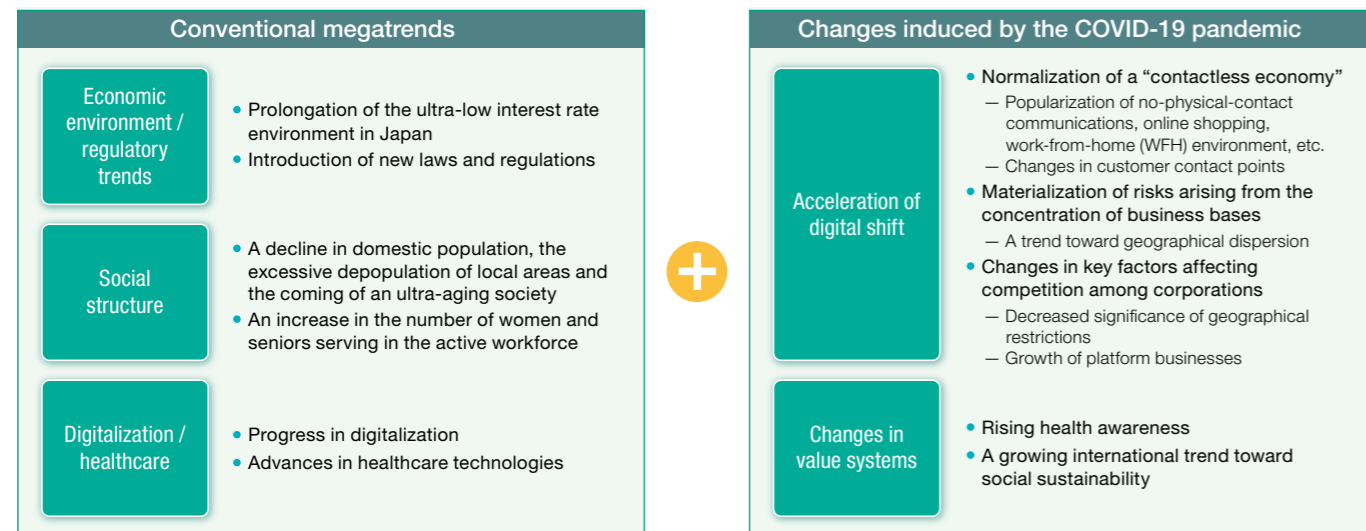 Conventional megatrends
Economic
environment /
regulatory
trends
• Prolongation of the ultra-low interest rate
environment in Japan
• Introduction of new laws and regulations
Social
structure
• A decline in domestic population, the
excessive depopulation of local areas and
the coming of an ultra-aging society
• An increase in the number of women and
seniors serving in the active workforce
Digitalization /
healthcare
• Progress in digitalization
• Advances in healthcare technologies
+
Changes induced by the COVID-19 pandemic
Acceleration of
digital shift
• Normalization of a “contactless economy”
— Popularization of no-physical-contact
communications, online shopping,
work-from-home (WFH) environment, etc.
— Changes in customer contact points
• Materialization of risks arising from the
concentration of business bases
— A trend toward geographical dispersion
• Changes in key factors affecting
competition among corporations
— Decreased significance of geographical
restrictions
— Growth of platform businesses
Changes in
value systems
• Rising health awareness
• A growing international trend toward
social sustainability